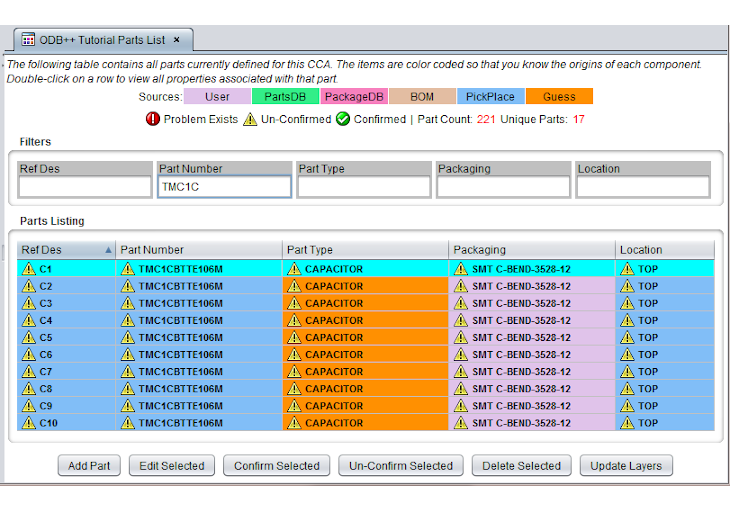 ODB++ Tutorial Parts List ×
The following table contains all parts currently defined for this CCA. The items are color coded so that you know the origins of each component.
Double-click on a row to view all properties associated with that part.
Sources: User PartsDB PackageDB BOM PickPlace Guess
Problem Exists Un-Confirmed Confirmed | Part Count: 221 Unique Parts: 17
Filters
Ref Des Part Number Part Type Packaging Location
TMC1C
Parts Listing
Ref Des Part Number Part Type Packaging Location
C1 TMC1CBTTE106M CAPACITOR SMT C-BEND-3528-12 TOP
C2 TMC1CBTTE106M CAPACITOR SMT C-BEND-3528-12 TOP
C3 TMC1CBTTE106M CAPACITOR SMT C-BEND-3528-12 TOP
C4 TMC1CBTTE106M CAPACITOR SMT C-BEND-3528-12 TOP
C5 TMC1CBTTE106M CAPACITOR SMT C-BEND-3528-12 TOP
C6 TMC1CBTTE106M CAPACITOR SMT C-BEND-3528-12 TOP
C7 TMC1CBTTE106M CAPACITOR SMT C-BEND-3528-12 TOP
C8 TMC1CBTTE106M CAPACITOR SMT C-BEND-3528-12 TOP
C9 TMC1CBTTE106M CAPACITOR SMT C-BEND-3528-12 TOP
C10 TMC1CBTTE106M CAPACITOR SMT C-BEND-3528-12 TOP
Add Part Edit Selected Confirm Selected Un-Confirm Selected Delete Selected Update Layers